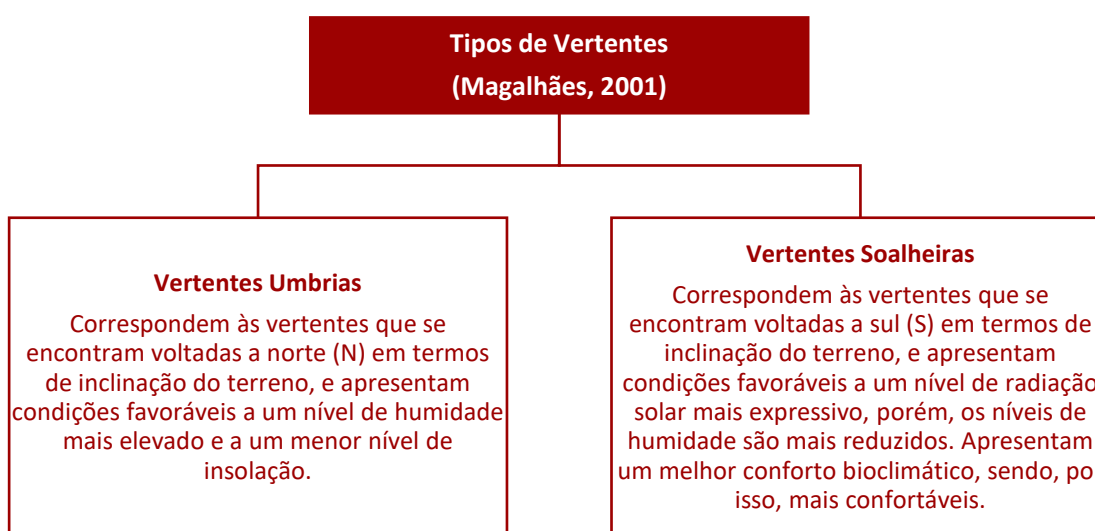 Tipos de Vertentes
(Magalhães, 2001)
Vertentes Umbrias
Correspondem às vertentes que se
encontram voltadas a norte (N) em termos
de inclinação do terreno, e apresentam
condições favoráveis a um nível de humidade
mais elevado e a um menor nível de
insolação.
Vertentes Soalheiras
Correspondem às vertentes que se
encontram voltadas a sul (S) em termos de
inclinação do terreno, e apresentam
condições favoráveis a um nível de radiação
solar mais expressivo, porém, os níveis de
humidade são mais reduzidos. Apresentam
um melhor conforto bioclimático, sendo, po
isso, mais confortáveis.